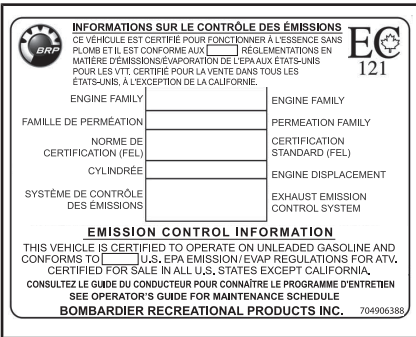 INFORMATIONS SUR LE CONTRÔLE DES ÉMISSIONS
BRP
CE VÉHICULE EST CERTIFIÉ POUR FONCTIONNER À L'ESSENCE SANS
PLOMB ET IL EST CONFORME AUX RÉGLEMENTATIONS EN
MATIÈRE D'ÉMISSIONS/ÉVAPORATION DE L'EPA AUX ÉTATS-UNIS
POUR LES VTT. CERTIFIÉ POUR LA VENTE DANS TOUS LES
ÉTATS-UNIS, À L'EXCEPTION DE LA CALIFORNIE.
EC
121
ENGINE FAMILY ENGINE FAMILY
FAMILLE DE PERMÉATION PERMEATION FAMILY
NORME DE CERTIFICATION
CERTIFICATION (FEL) STANDARD (FEL)
CYLINDRÉE ENGINE DISPLACEMENT
SYSTÈME DE CONTRÔLE EXHAUST EMISSION
DES ÉMISSIONS CONTROL SYSTEM
EMISSION CONTROL INFORMATION
THIS VEHICLE IS CERTIFIED TO OPERATE ON UNLEADED GASOLINE AND
CONFORMS TO U.S. EPA EMISSION/EVAP REGULATIONS FOR ATV.
CERTIFIED FOR SALE IN ALL U.S. STATES EXCEPT CALIFORNIA.
CONSULTEZ LE GUIDE DU CONDUCTEUR POUR CONNAÎTRE LE PROGRAMME D'ENTRETIEN
SEE OPERATOR'S GUIDE FOR MAINTENANCE SCHEDULE
BOMBARDIER RECREATIONAL PRODUCTS INC. 704906388